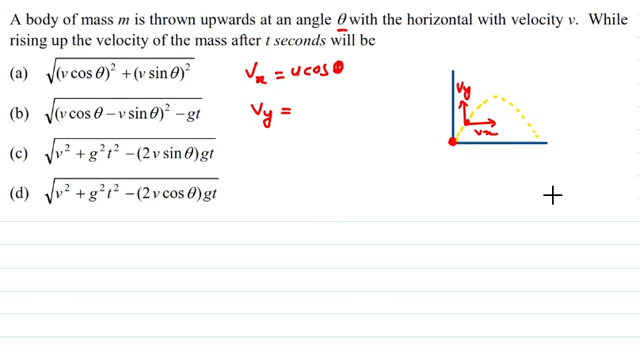 A body of mass m is thrown upwards at an angle θ with the horizontal with velocity v. While
rising up the velocity of the mass after t seconds will be
(a) √((v cos θ)² + (v sin θ)²)
(b) √((v cos θ − v sin θ)² − gt)
(c) √(v² + g²t² − (2v sin θ)gt)
(d) √(v² + g²t² − (2v cos θ)gt)
Vx = u cos θ
Vy =
Vy
Vx